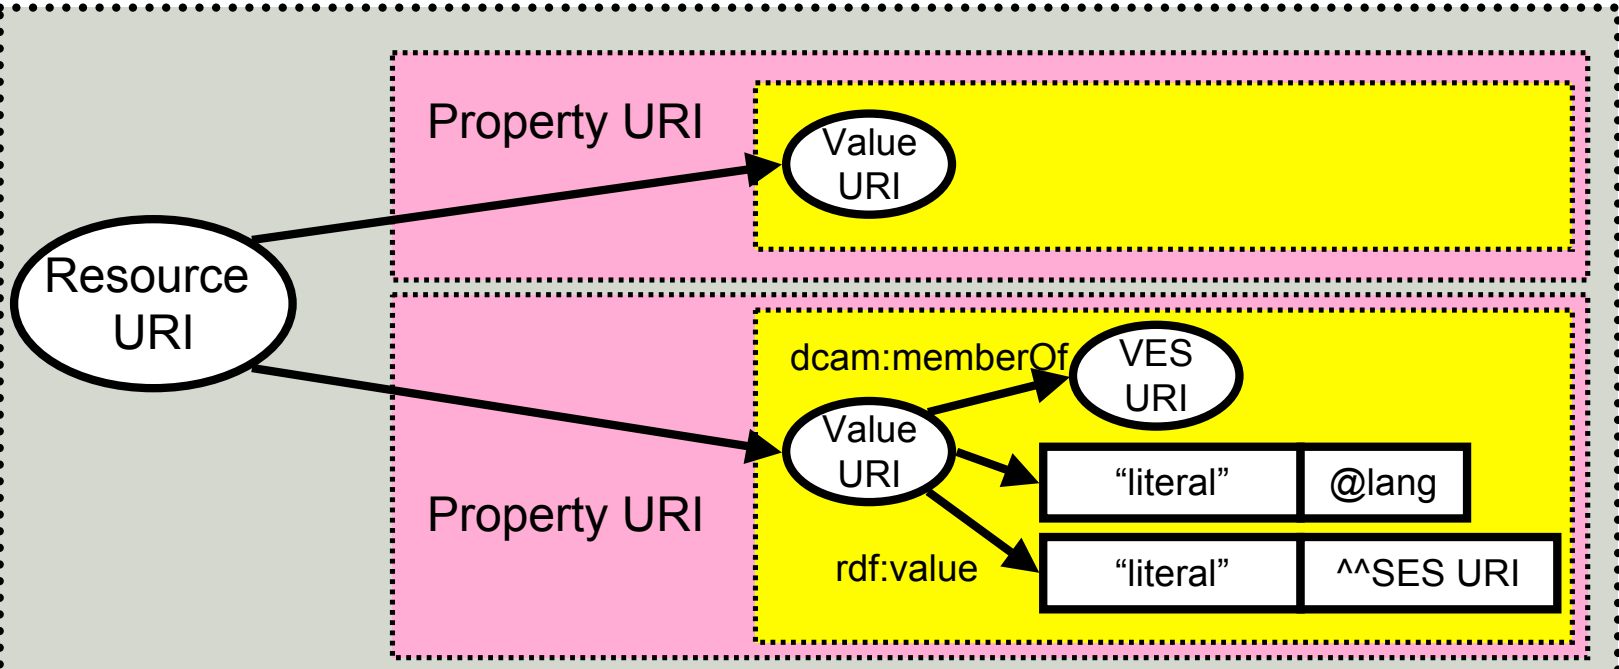 Property URI
Value
URI
Resource
URI
dcam:memberOf
VES
URI
Value
URI
“literal”
@lang
Property URI
rdf:value
“literal”
^^SES URI